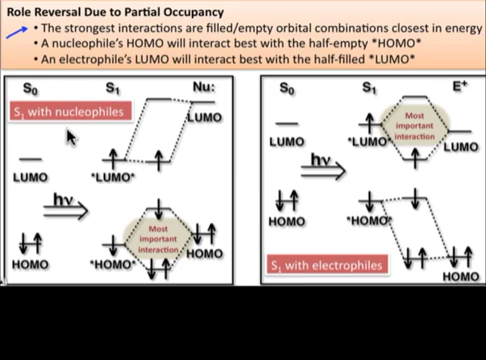 Role Reversal Due to Partial Occupancy
• The strongest interactions are filled/empty orbital combinations closest in energy
• A nucleophile's HOMO will interact best with the half-empty *HOMO*
• An electrophile's LUMO will interact best with the half-filled *LUMO*
S₀ S₁ Nu:
S₁ with nucleophiles
LUMO
LUMO
*LUMO*
hν
Most
important
interaction
HOMO
*HOMO*
HOMO
S₀ S₁ E⁺
Most
important
interaction
LUMO
*LUMO*
LUMO
hν
HOMO
*HOMO*
S₁ with electrophiles
HOMO